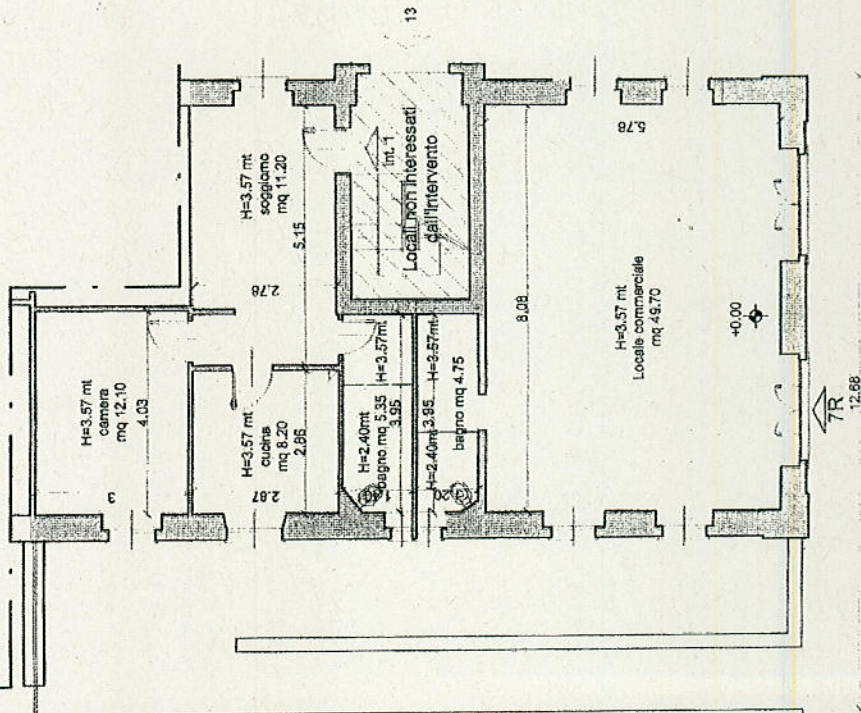 13
H=3.57 mt
soggiorno
mq 11.20
5.15
2.78
H=3.57 mt
camera
mq 12.10
4.03
3
H=3.57 mt
cucina
mq 8.20
2.86
2.87
Int. 1
Locali non interessati
dall'intervento
H=3.57mt
H=2.40mt
bagno mq 5.35
3.95
H=3.57mt
H=2.40mt
3.95
bagno mq 4.75
5.78
8.08
H=3.57 mt
Locale commerciale
mq 49.70
+0.00
7R
12.68